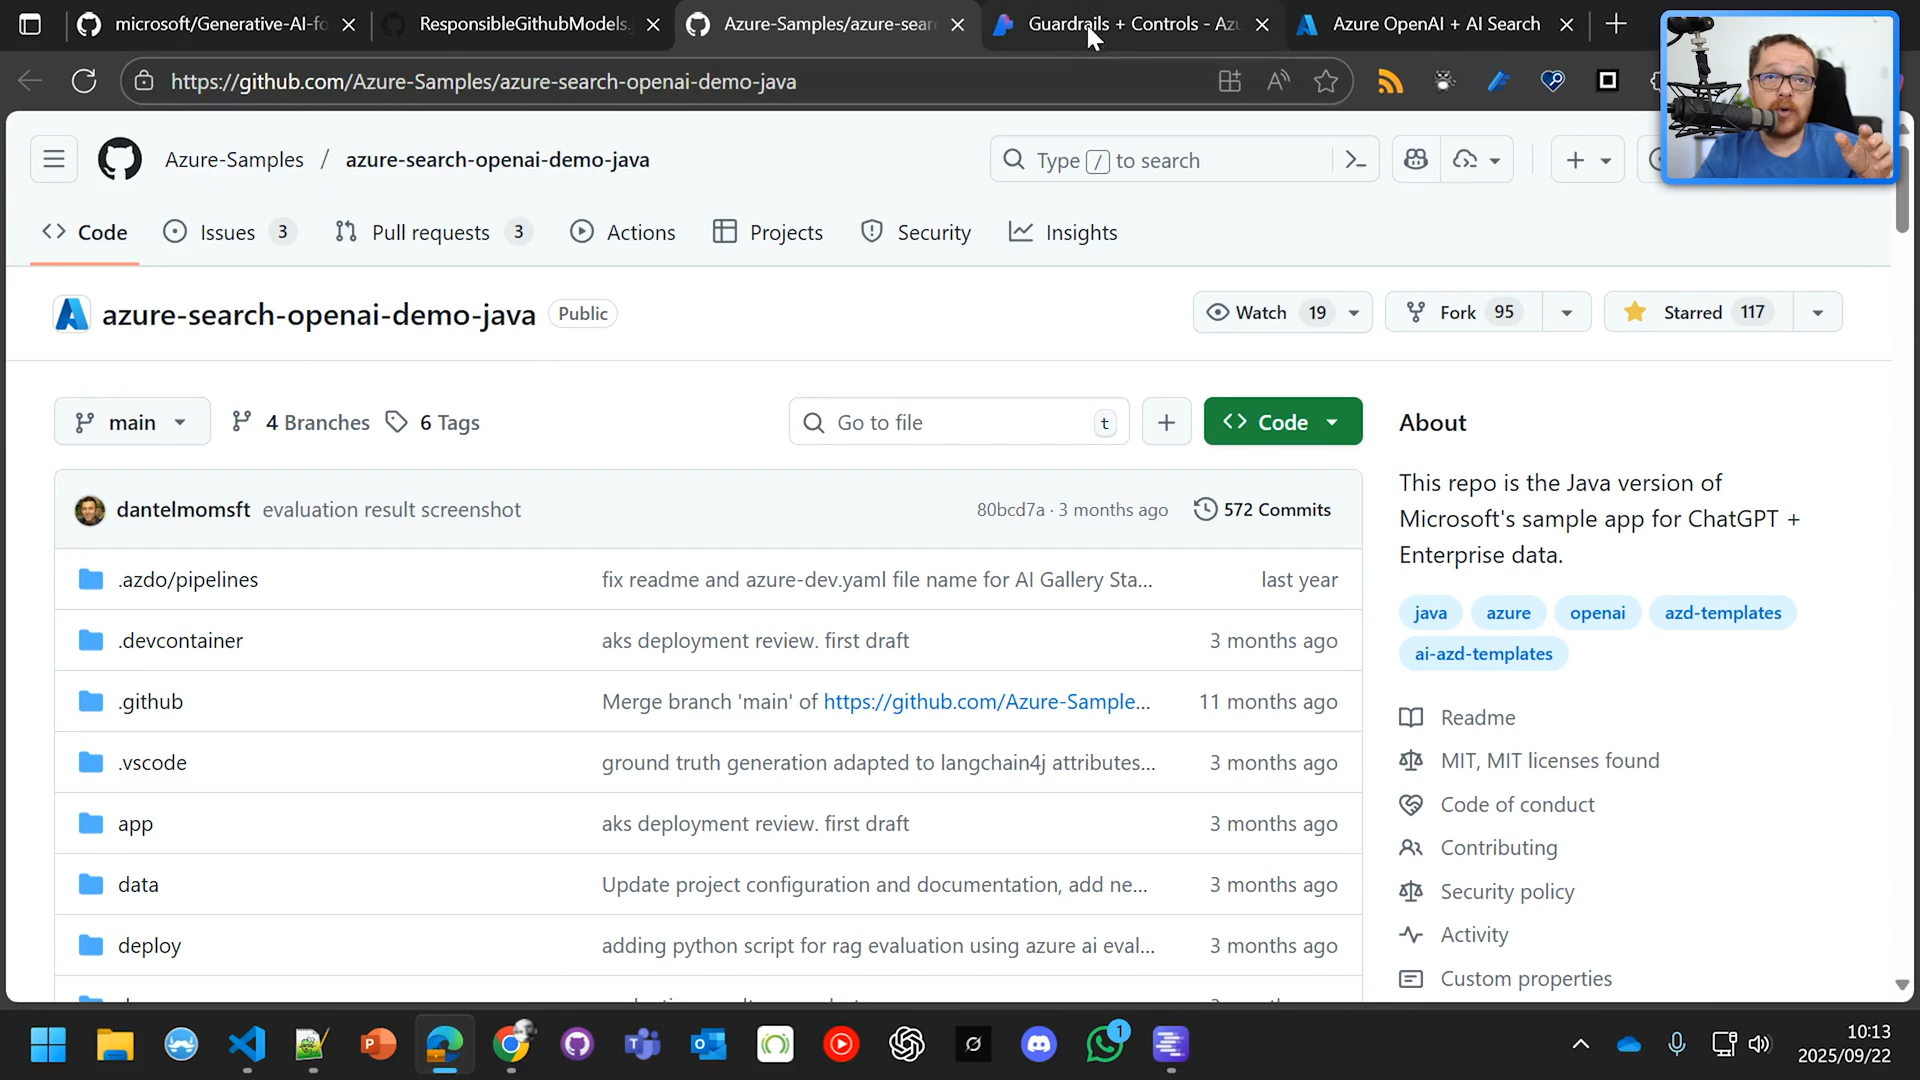 microsoft/Generative-AI-fo
ResponsibleGithubModels.
Azure-Samples/azure-sear
Guardrails + Controls - Azu
Azure OpenAI + AI Search
https://github.com/Azure-Samples/azure-search-openai-demo-java
Azure-Samples / azure-search-openai-demo-java
Type / to search
Code
Issues 3
Pull requests 3
Actions
Projects
Security
Insights
azure-search-openai-demo-java Public
Watch 19
Fork 95
Starred 117
main
4 Branches
6 Tags
Go to file t
Code
About
This repo is the Java version of
Microsoft's sample app for ChatGPT +
Enterprise data.
java azure openai azd-templates
ai-azd-templates
Readme
MIT, MIT licenses found
Code of conduct
Contributing
Security policy
Activity
Custom properties
dantelmomsft evaluation result screenshot 80bcd7a · 3 months ago 572 Commits
.azdo/pipelines fix readme and azure-dev.yaml file name for AI Gallery Sta... last year
.devcontainer aks deployment review. first draft 3 months ago
.github Merge branch 'main' of https://github.com/Azure-Sample... 11 months ago
.vscode ground truth generation adapted to langchain4j attributes... 3 months ago
app aks deployment review. first draft 3 months ago
data Update project configuration and documentation, add ne... 3 months ago
deploy adding python script for rag evaluation using azure ai eval... 3 months ago
1
10:13
2025/09/22